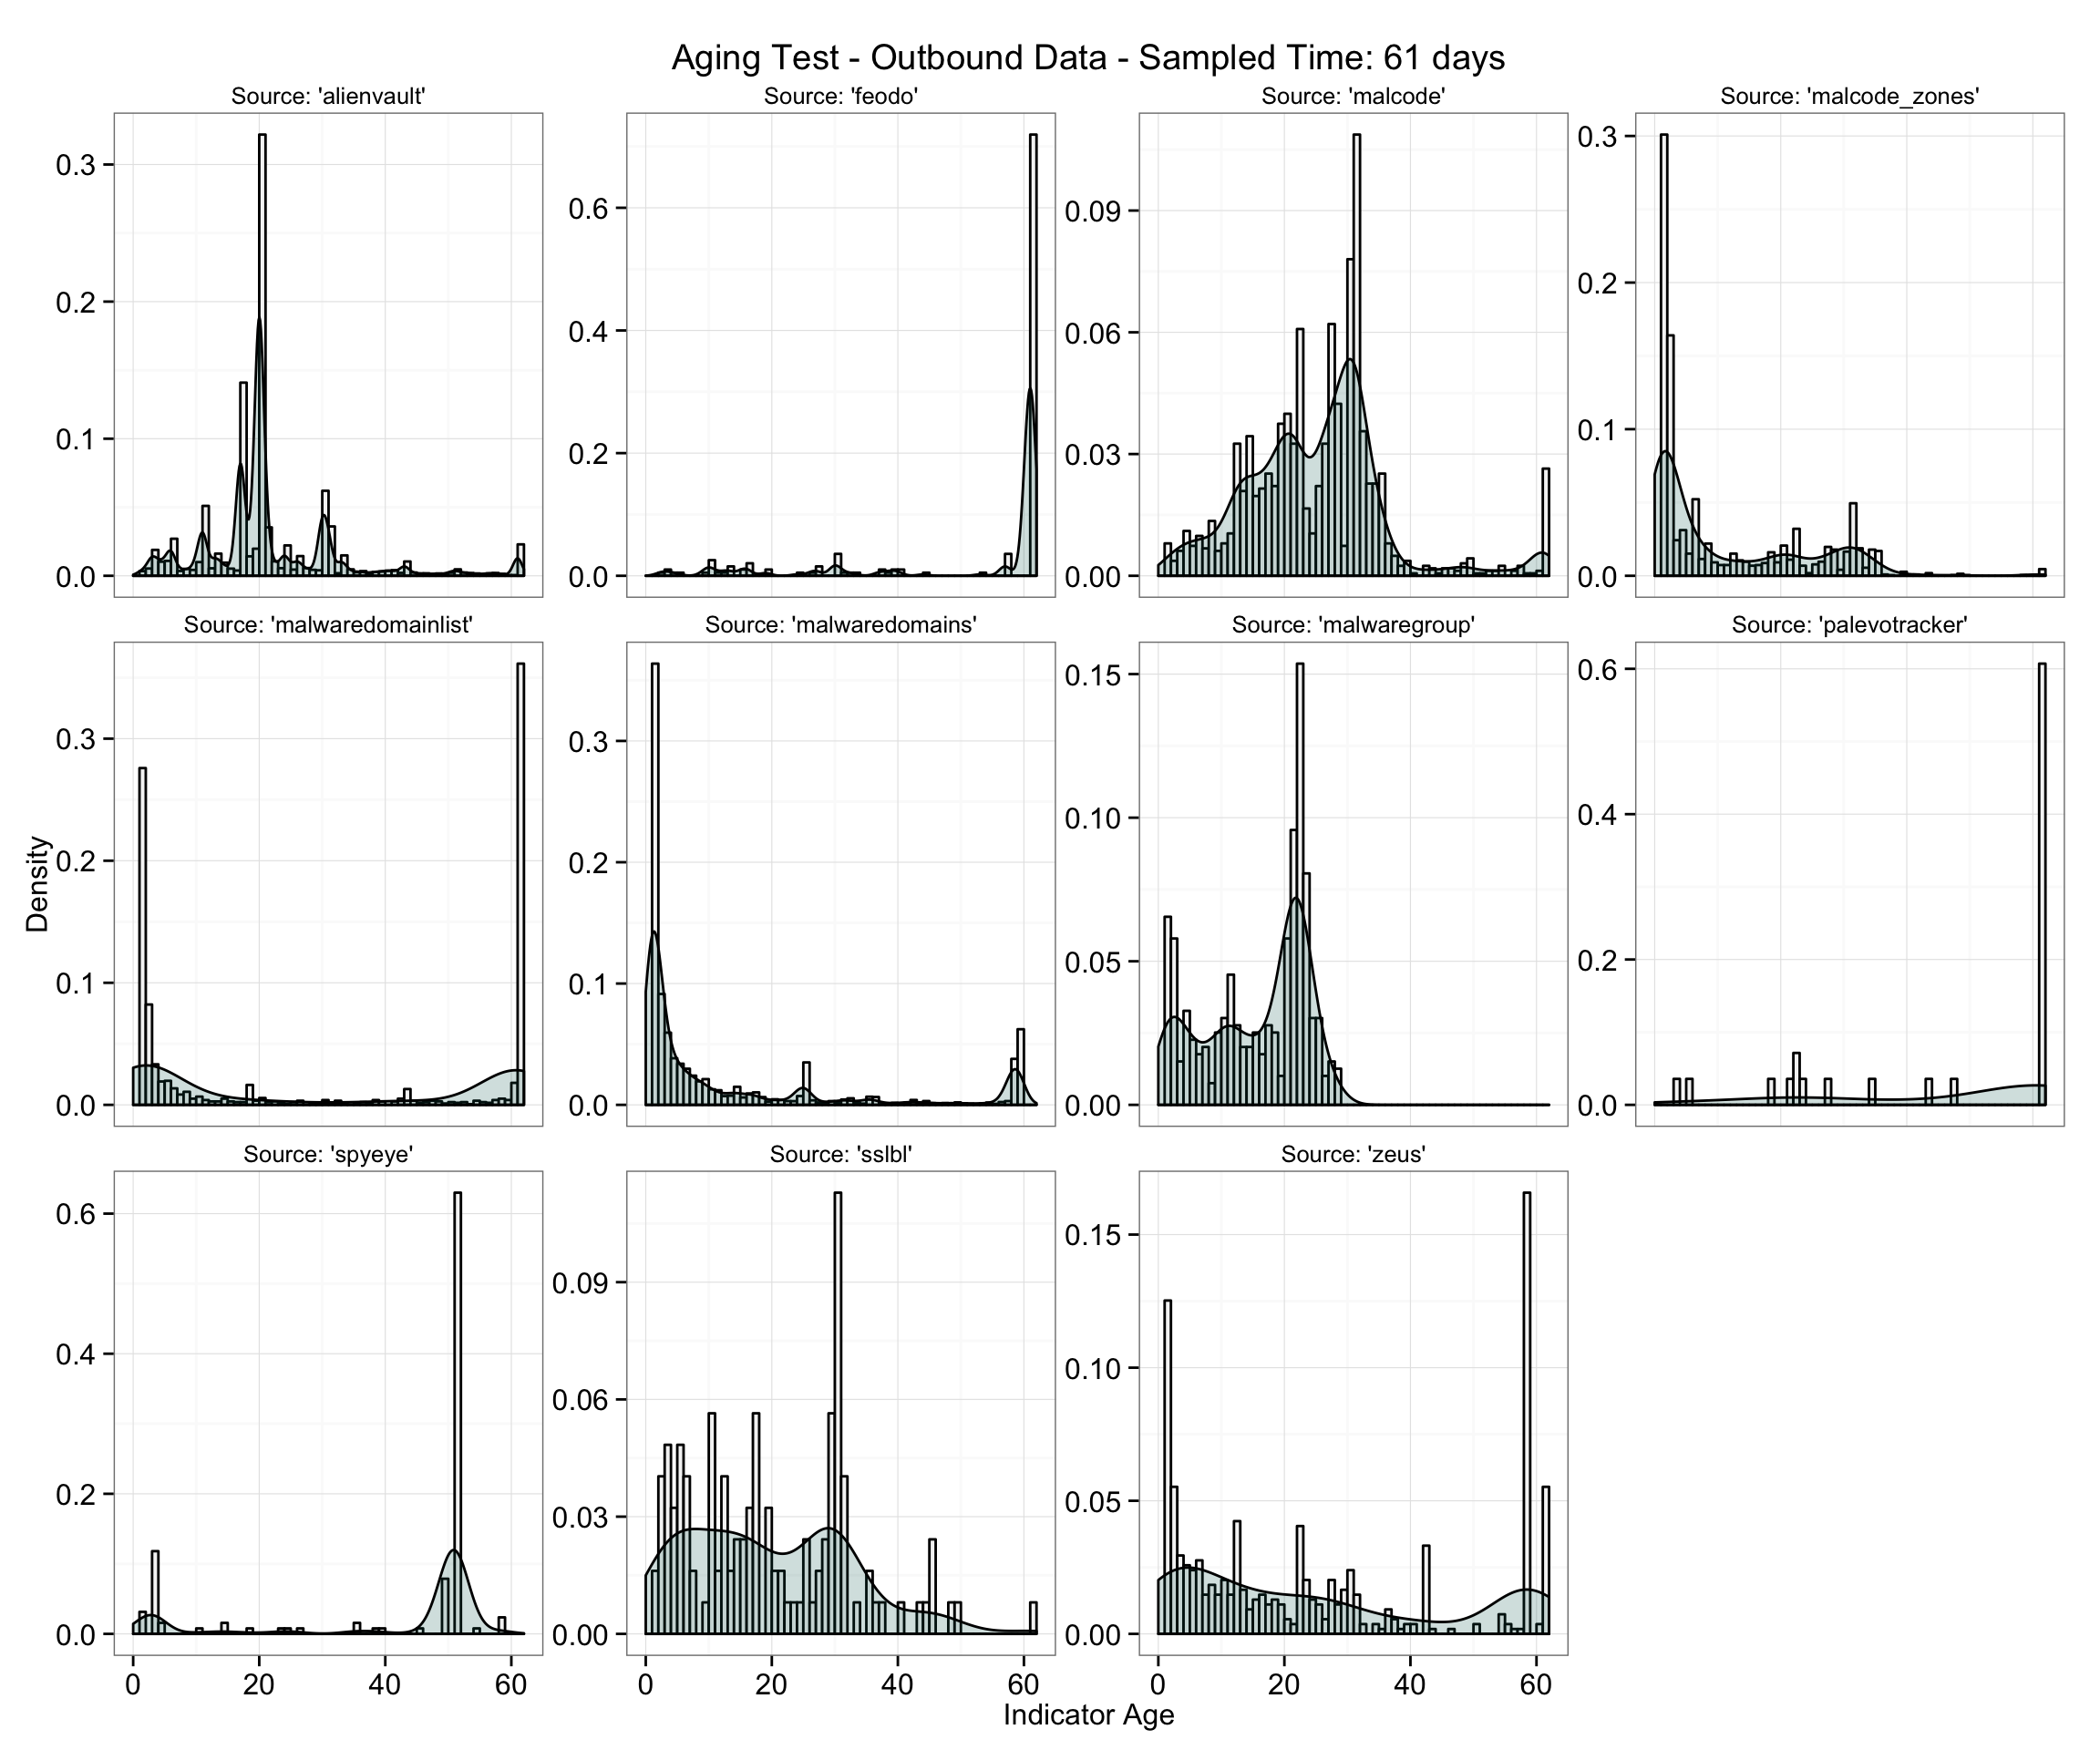 Aging Test - Outbound Data - Sampled Time: 61 days
Source: 'alienvault'
Source: 'feodo'
Source: 'malcode'
Source: 'malcode_zones'
0.3
0.2
0.1
0.0
0.6
0.4
0.2
0.0
0.09
0.06
0.03
0.00
0.3
0.2
0.1
0.0
Source: 'malwaredomainlist'
Source: 'malwaredomains'
Source: 'malwaregroup'
Source: 'palevotracker'
Density
0.3
0.2
0.1
0.0
0.3
0.2
0.1
0.0
0.15
0.10
0.05
0.00
0.6
0.4
0.2
0.0
Source: 'spyeye'
Source: 'sslbl'
Source: 'zeus'
0.6
0.4
0.2
0.0
0.09
0.06
0.03
0.00
0.15
0.10
0.05
0.00
0 20 40 60
0 20 40 60
0 20 40 60
Indicator Age